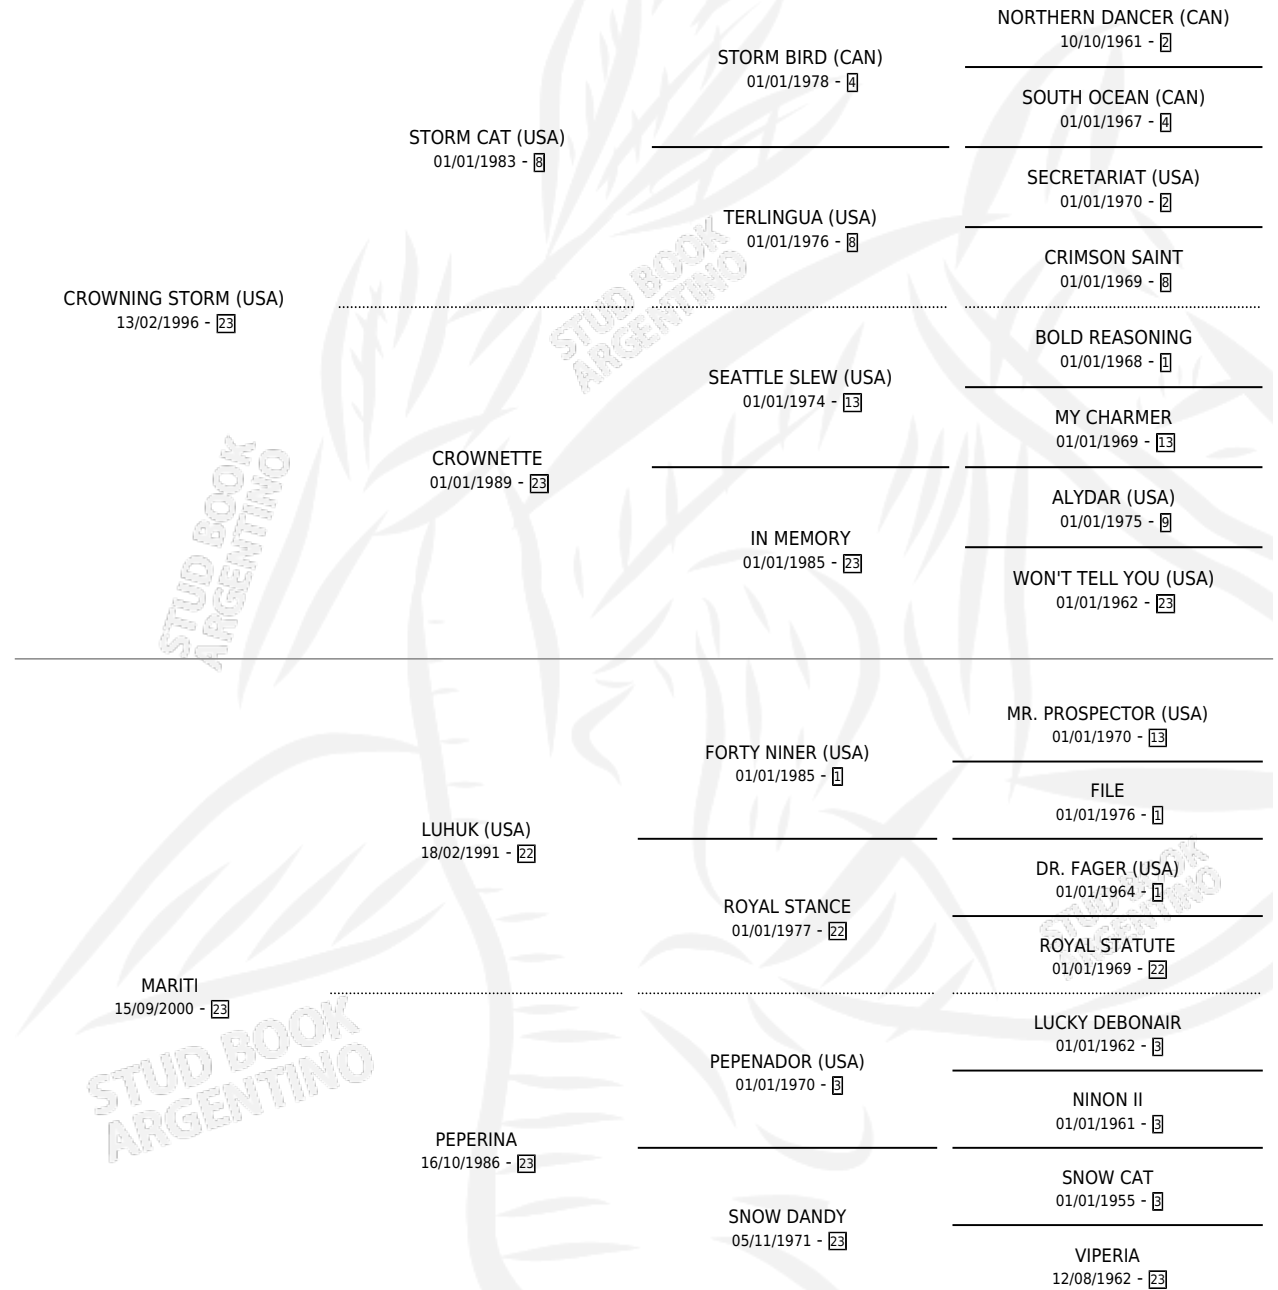 NORTHERN DANCER (CAN)
10/10/1961 - 2
STORM BIRD (CAN)
01/01/1978 - 4
SOUTH OCEAN (CAN)
01/01/1967 - 4
STORM CAT (USA)
01/01/1983 - 8
SECRETARIAT (USA)
01/01/1970 - 2
TERLINGUA (USA)
01/01/1976 - 8
CRIMSON SAINT
01/01/1969 - 8
CROWNING STORM (USA)
13/02/1996 - 23
BOLD REASONING
01/01/1968 - 1
SEATTLE SLEW (USA)
01/01/1974 - 13
MY CHARMER
01/01/1969 - 13
CROWNETTE
01/01/1989 - 23
ALYDAR (USA)
01/01/1975 - 9
IN MEMORY
01/01/1985 - 23
WON'T TELL YOU (USA)
01/01/1962 - 23
MR. PROSPECTOR (USA)
01/01/1970 - 13
FORTY NINER (USA)
01/01/1985 - 1
FILE
01/01/1976 - 1
LUHUK (USA)
18/02/1991 - 22
DR. FAGER (USA)
01/01/1964 - 1
ROYAL STANCE
01/01/1977 - 22
ROYAL STATUTE
01/01/1969 - 22
MARITI
15/09/2000 - 23
LUCKY DEBONAIR
01/01/1962 - 3
PEPENADOR (USA)
01/01/1970 - 3
NINON II
01/01/1961 - 3
PEPERINA
16/10/1986 - 23
SNOW CAT
01/01/1955 - 3
SNOW DANDY
05/11/1971 - 23
VIPERIA
12/08/1962 - 23
STUD BOOK
ARGENTINO
STUD BOOK
ARGENTINO
STUD BOOK
ARGENTINO
STUD BOOK
ARGENTINO